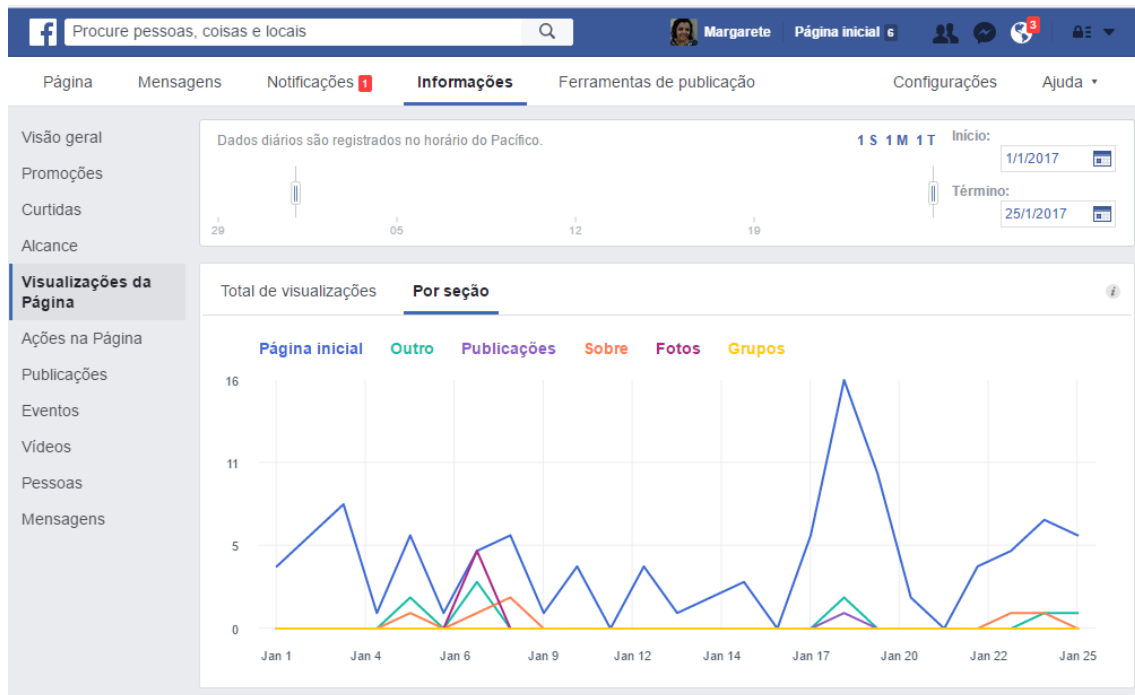 f Procure pessoas, coisas e locais Margarete Página inicial 6 3
Página Mensagens Notificações 1 Informações Ferramentas de publicação Configurações Ajuda
Visão geral
Promoções
Curtidas
Alcance
Visualizações da
Página
Ações na Página
Publicações
Eventos
Vídeos
Pessoas
Mensagens
Dados diários são registrados no horário do Pacífico.
1 S 1 M 1 T
Início:
1/1/2017
Término:
25/1/2017
29 05 12 19
Total de visualizações Por seção i
Página inicial Outro Publicações Sobre Fotos Grupos
16
11
5
0
Jan 1 Jan 4 Jan 6 Jan 9 Jan 12 Jan 14 Jan 17 Jan 20 Jan 22 Jan 25